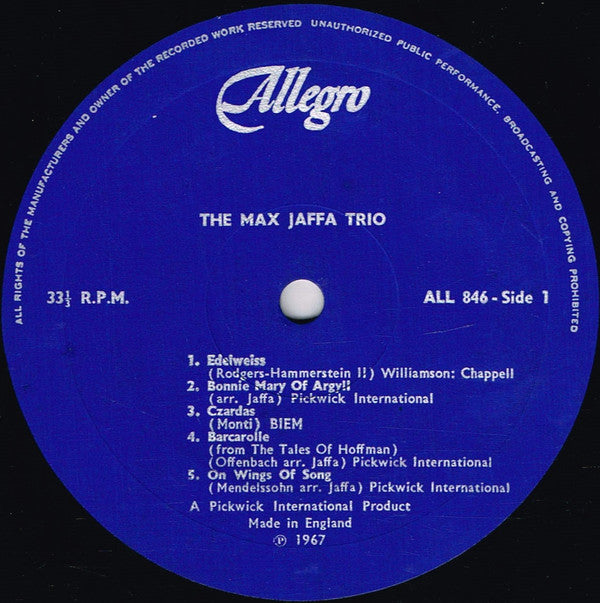 ALL RIGHTS OF THE MANUFACTURERS AND OWNER OF THE RECORDED WORK RESERVED UNAUTHORIZED PUBLIC PERFORMANCE, BROADCASTING AND COPYING PROHIBITED
Allegro
THE MAX JAFFA TRIO
33⅓ R.P.M.
ALL 846 - Side 1
1. Edelweiss
(Rodgers-Hammerstein II) Williamson: Chappell
2. Bonnie Mary Of Argyll
(arr. Jaffa) Pickwick International
3. Czardas
(Monti) BIEM
4. Barcarolle
(from The Tales Of Hoffman)
(Offenbach arr. Jaffa) Pickwick International
5. On Wings Of Song
(Mendelssohn arr. Jaffa) Pickwick International
A Pickwick International Product
Made in England
℗ 1967